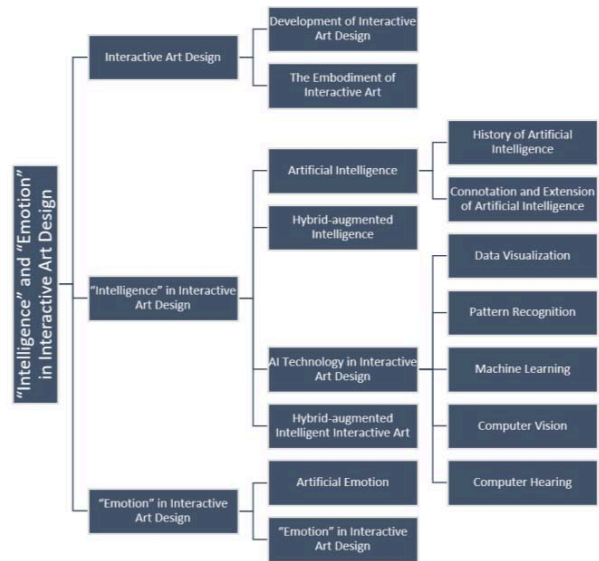 "Intelligence" and "Emotion"
in Interactive Art Design
Interactive Art Design
Development of Interactive
Art Design
The Embodiment of
Interactive Art
"Intelligence" in Interactive
Art Design
Artificial Intelligence
History of Artificial
Intelligence
Connotation and Extension
of Artificial Intelligence
Hybrid-augmented
Intelligence
AI Technology in Interactive
Art Design
Data Visualization
Pattern Recognition
Machine Learning
Computer Vision
Computer Hearing
Hybrid-augmented
Intelligent Interactive Art
"Emotion" in Interactive
Art Design
Artificial Emotion
"Emotion" in Interactive
Art Design